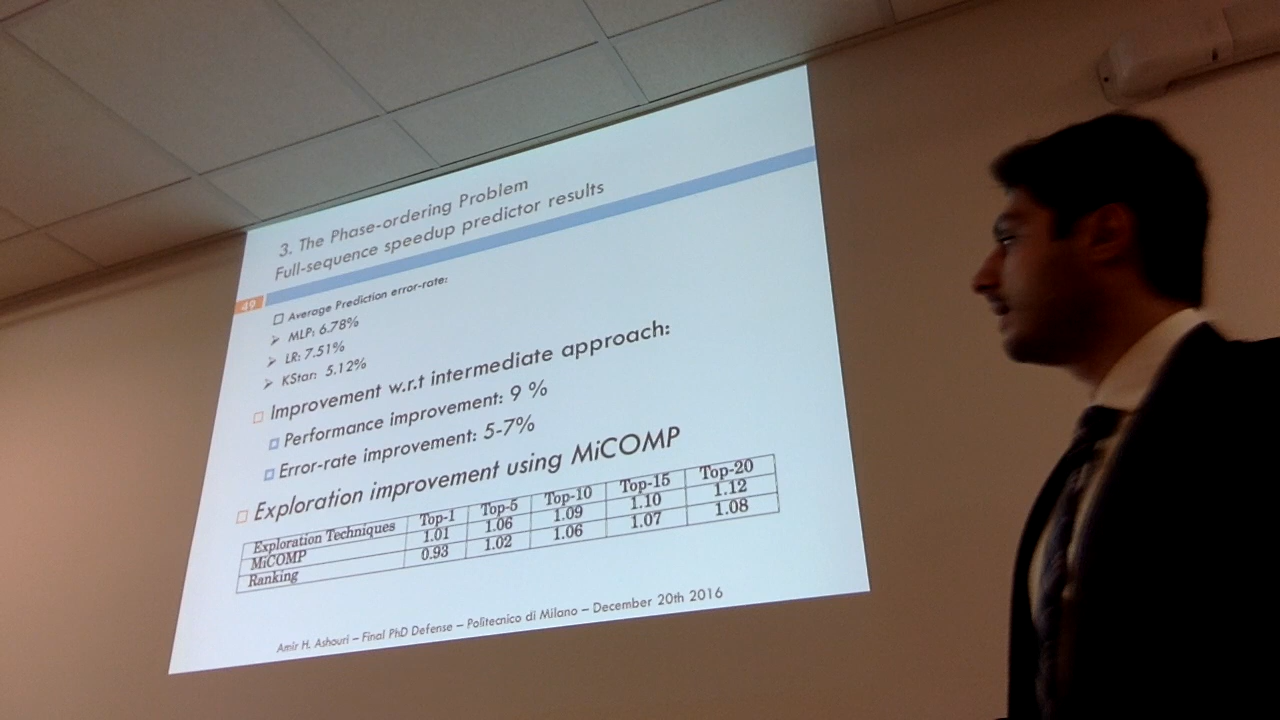 3. The Phase-ordering Problem
Full-sequence speedup predictor results
49
Average Prediction error-rate:
MLP: 6.78%
LR: 7.51%
KStar: 5.12%
Improvement w.r.t intermediate approach:
Performance improvement: 9 %
Error-rate improvement: 5-7%
Exploration improvement using MiCOMP
Exploration Techniques Top-1 Top-5 Top-10 Top-15 Top-20
MiCOMP 1.01 1.06 1.09 1.10 1.12
Ranking 0.93 1.02 1.06 1.07 1.08
Amir H. Ashouri – Final PhD Defense – Politecnico di Milano – December 20th 2016